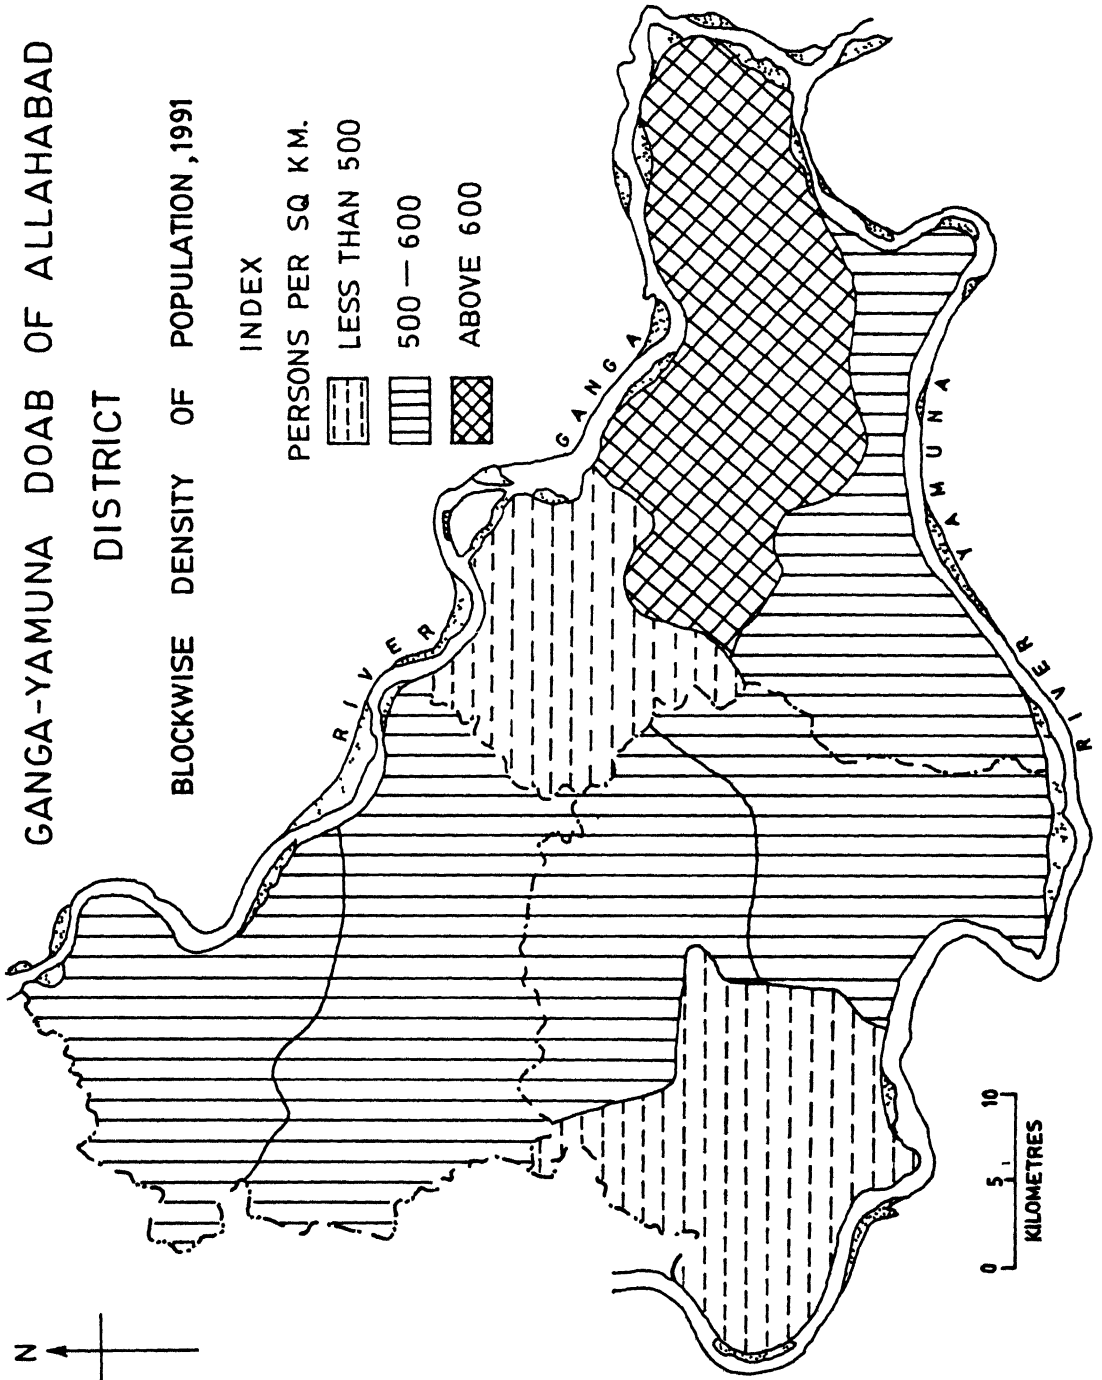 GANGA-YAMUNA DOAB OF ALLAHABAD
DISTRICT
BLOCKWISE DENSITY OF POPULATION, 1991
INDEX
PERSONS PER SQ KM.
LESS THAN 500
500 — 600
ABOVE 600
N
RIVER GANGA
RIVER YAMUNA
0 5 10
KILOMETRES